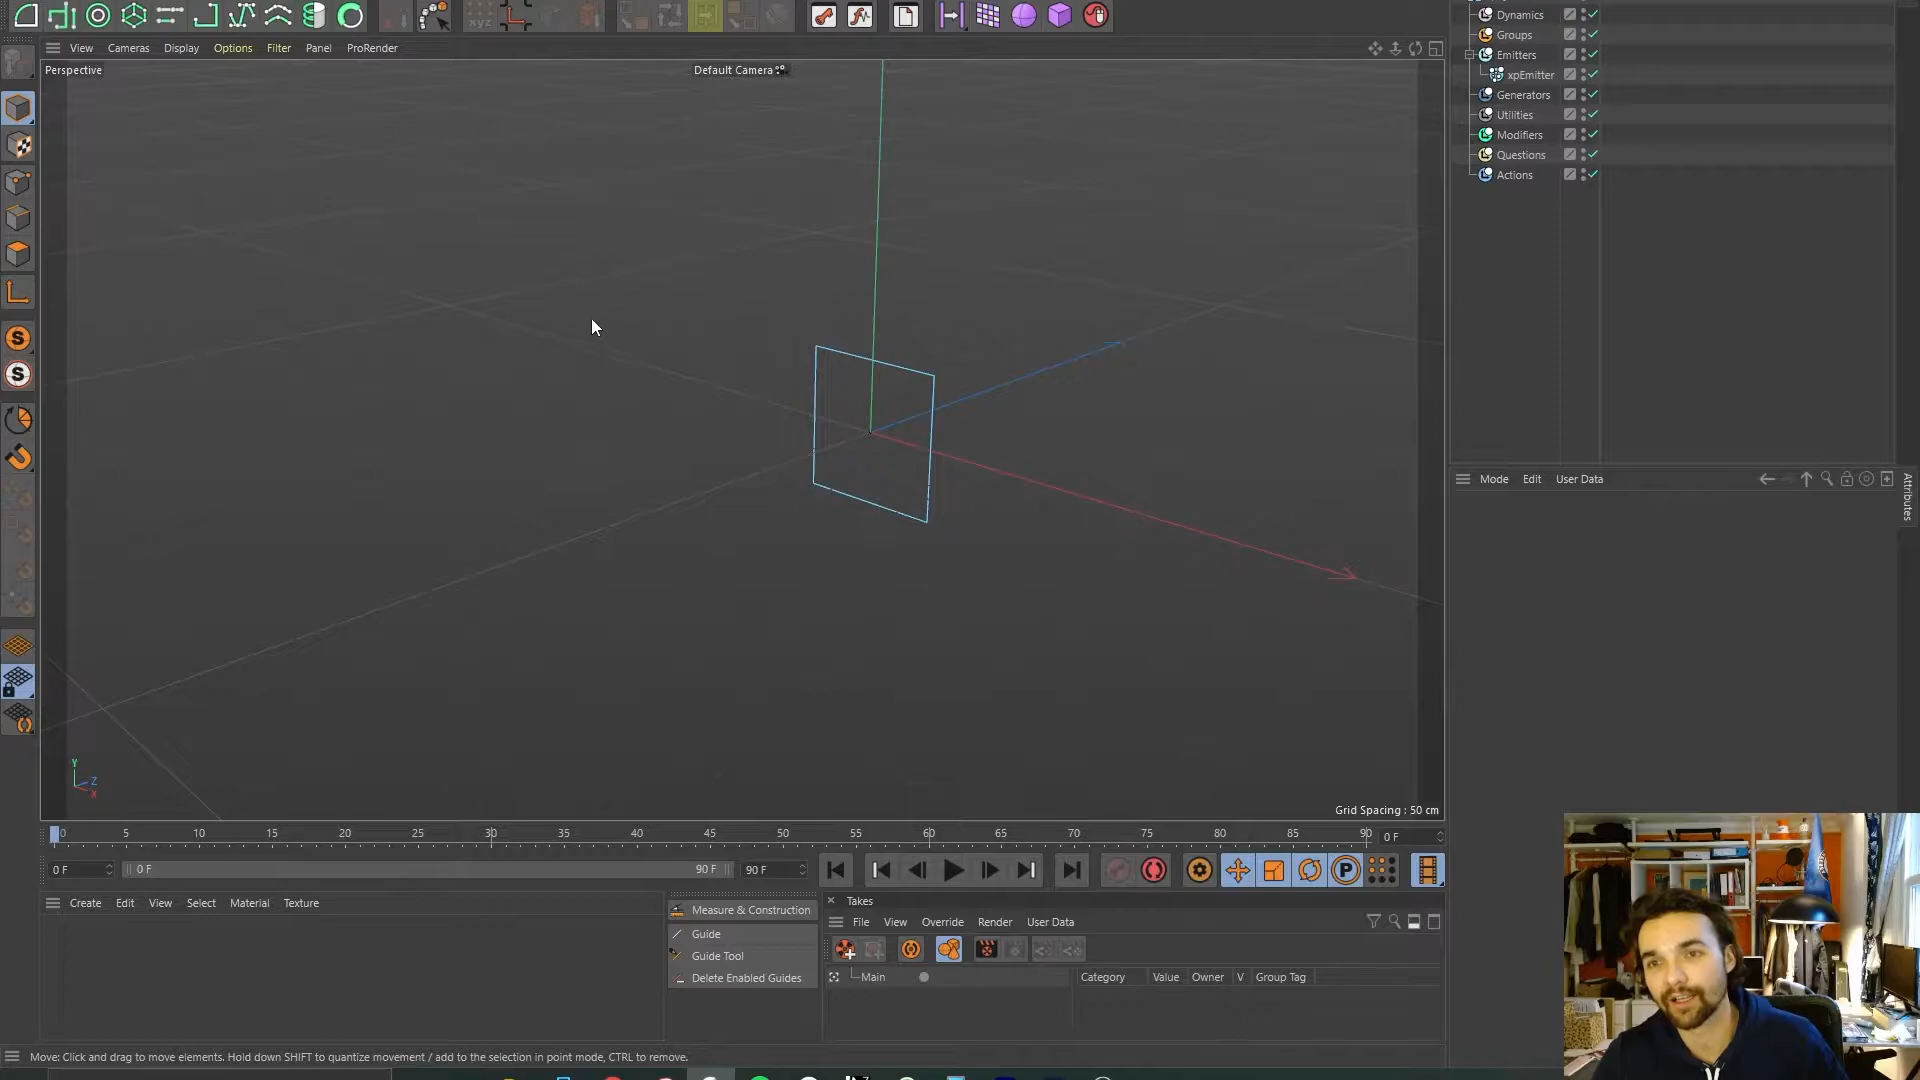 View Cameras Display Options Filter Panel ProRender
Perspective
Default Camera
Dynamics
Groups
Emitters
xpEmitter
Generators
Utilities
Modifiers
Questions
Actions
Mode Edit User Data
Attributes
Y
Z
X
Grid Spacing : 50 cm
0 5 10 15 20 25 30 35 40 45 50 55 60 65 70 75 80 85 90 0 F
0 F 0 F 90 F 90 F
Create Edit View Select Material Texture
Measure & Construction
Guide
Guide Tool
Delete Enabled Guides
Takes
File View Override Render User Data
Main Category Value Owner V Group Tag
Move: Click and drag to move elements. Hold down SHIFT to quantize movement / add to the selection in point mode, CTRL to remove.